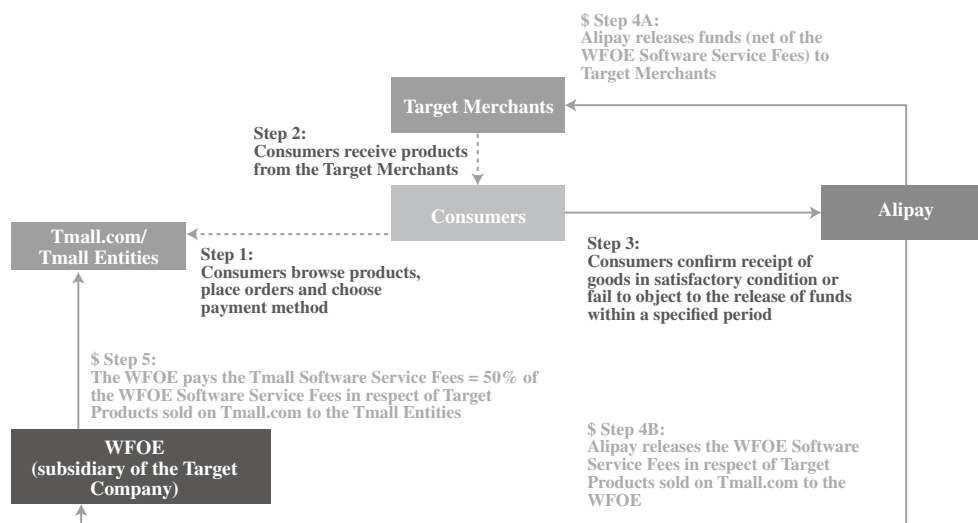 $ Step 4A:
Alipay releases funds (net of the
WFOE Software Service Fees) to
Target Merchants
Target Merchants
Step 2:
Consumers receive products
from the Target Merchants
Consumers
Alipay
Tmall.com/
Tmall Entities
Step 1:
Consumers browse products,
place orders and choose
payment method
Step 3:
Consumers confirm receipt of
goods in satisfactory condition or
fail to object to the release of funds
within a specified period
$ Step 5:
The WFOE pays the Tmall Software Service Fees = 50% of
the WFOE Software Service Fees in respect of Target
Products sold on Tmall.com to the Tmall Entities
WFOE
(subsidiary of the Target
Company)
$ Step 4B:
Alipay releases the WFOE Software
Service Fees in respect of Target
Products sold on Tmall.com to the
WFOE